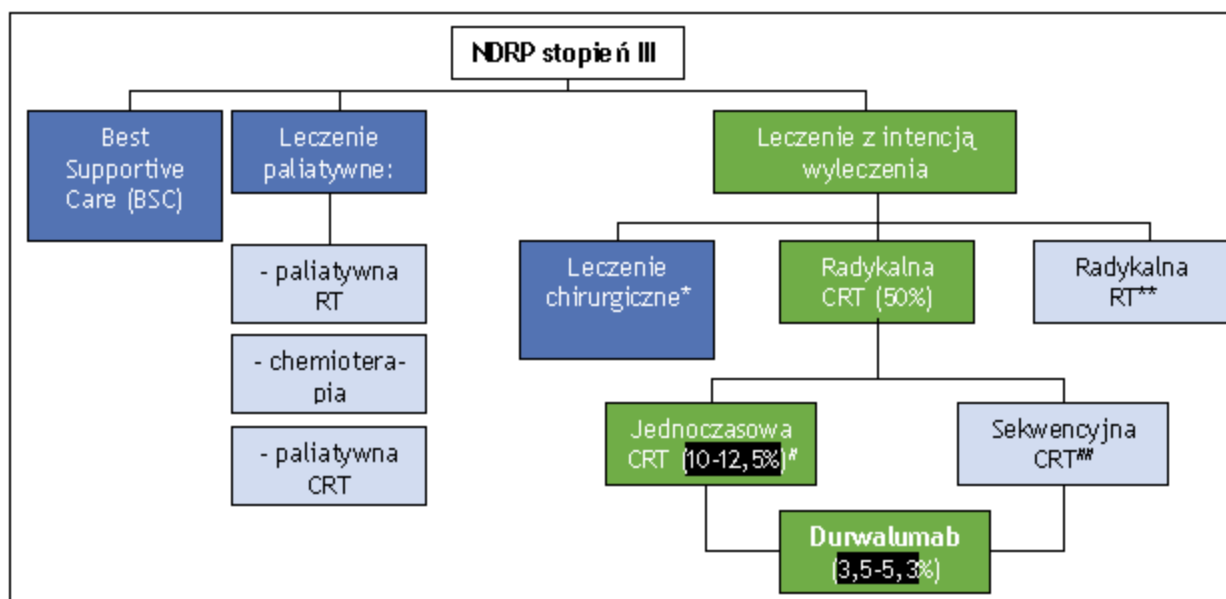 NDRP stopień III
Best
Supportive
Care (BSC)
Leczenie
paliatywne:
Leczenie z intencją
wyleczenia
- paliatywna
RT
- chemiotera-
pia
- paliatywna
CRT
Leczenie
chirurgiczne*
Radykalna
CRT (50%)
Radykalna
RT**
Jednoczasowa
CRT (10-12,5%)#
Sekwencyjna
CRT##
Durwalumab
(3,5-5,3%)